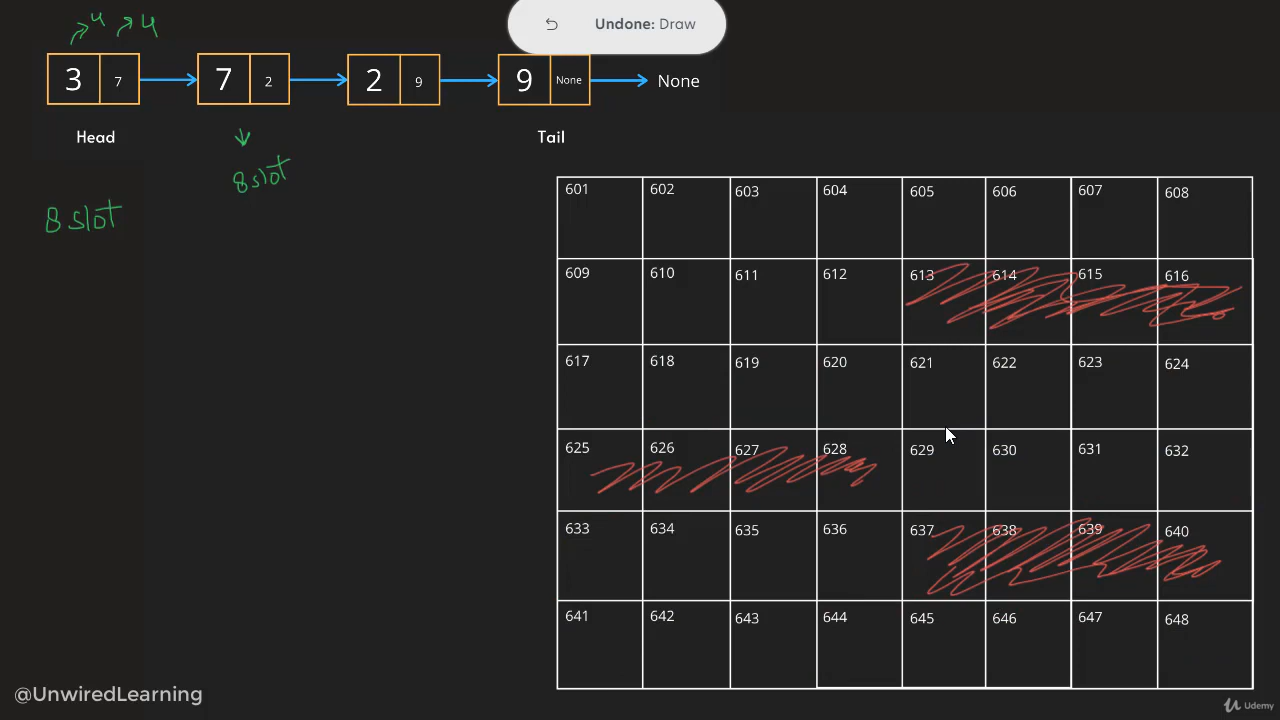 4 4
Undone: Draw
3 7 7 2 2 9 9 None None
Head Tail
8 slot
8 slot
601 602 603 604 605 606 607 608
609 610 611 612 613 614 615 616
617 618 619 620 621 622 623 624
625 626 627 628 629 630 631 632
633 634 635 636 637 638 639 640
641 642 643 644 645 646 647 648
@UnwiredLearning
Udemy